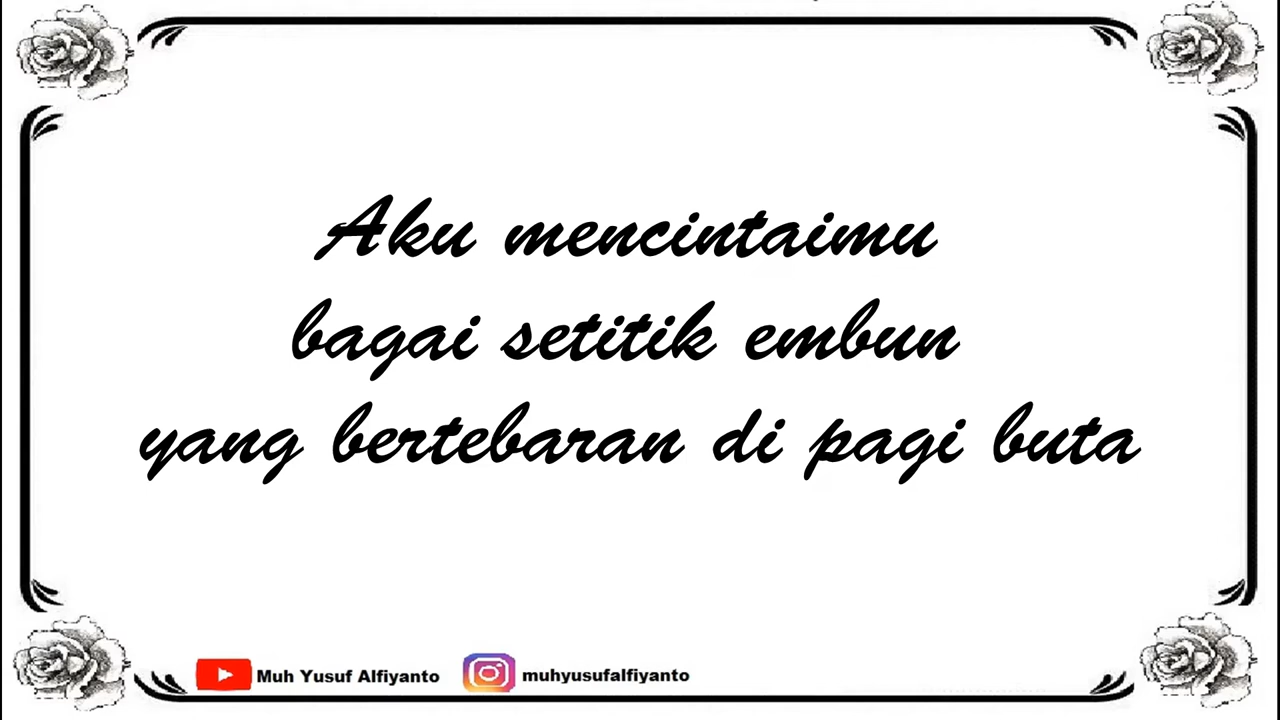 Aku mencintaimu
bagai setitik embun
yang bertebaran di pagi buta
Muh Yusuf Alfiyanto muhyusufalfiyanto